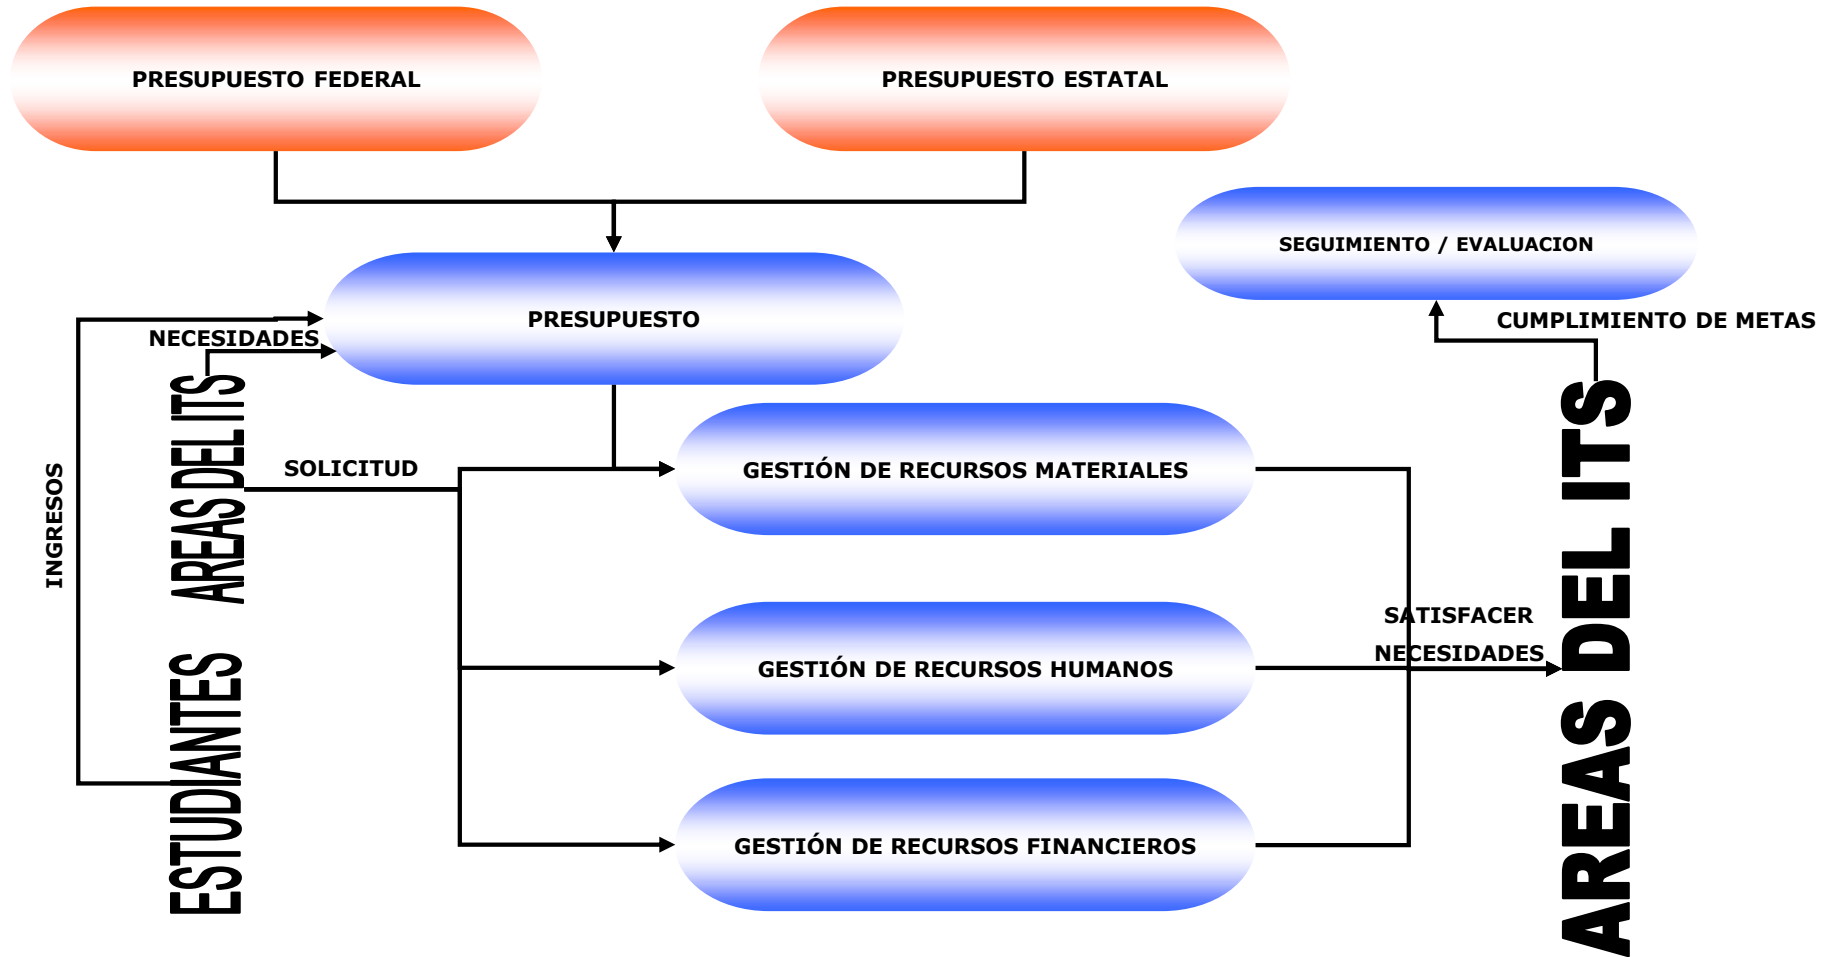 PRESUPUESTO FEDERAL
PRESUPUESTO ESTATAL
SEGUIMIENTO / EVALUACION
PRESUPUESTO
CUMPLIMIENTO DE METAS
NECESIDADES
AREAS DEL ITS
SOLICITUD
INGRESOS
GESTIÓN DE RECURSOS MATERIALES
SATISFACER
NECESIDADES
GESTIÓN DE RECURSOS HUMANOS
ESTUDIANTES
GESTIÓN DE RECURSOS FINANCIEROS
AREAS DEL ITS